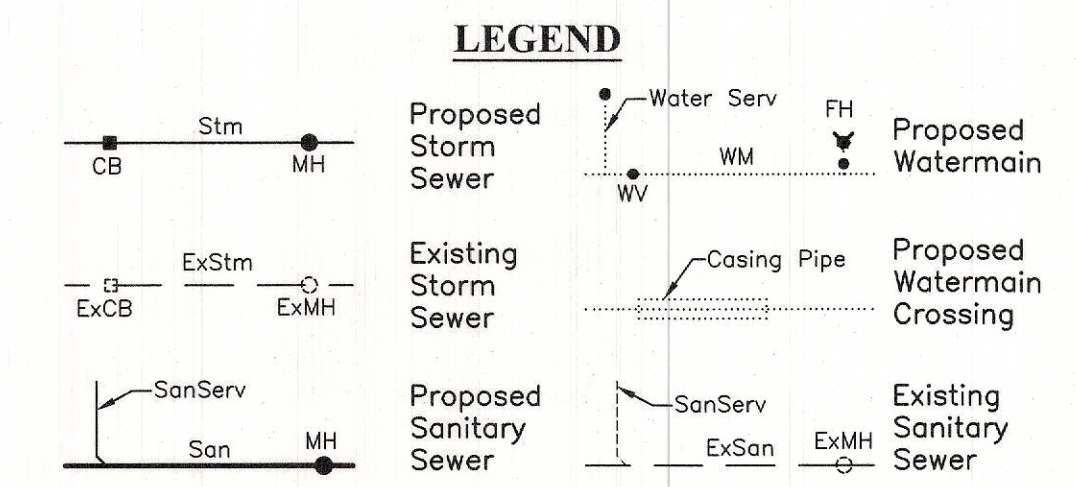 LEGEND
Stm
CB
MH
Proposed
Storm
Sewer
Water Serv
FH
WM
WV
Proposed
Watermain
ExStm
ExCB
ExMH
Existing
Storm
Sewer
Casing Pipe
Proposed
Watermain
Crossing
SanServ
San
MH
Proposed
Sanitary
Sewer
SanServ
ExSan
ExMH
Existing
Sanitary
Sewer